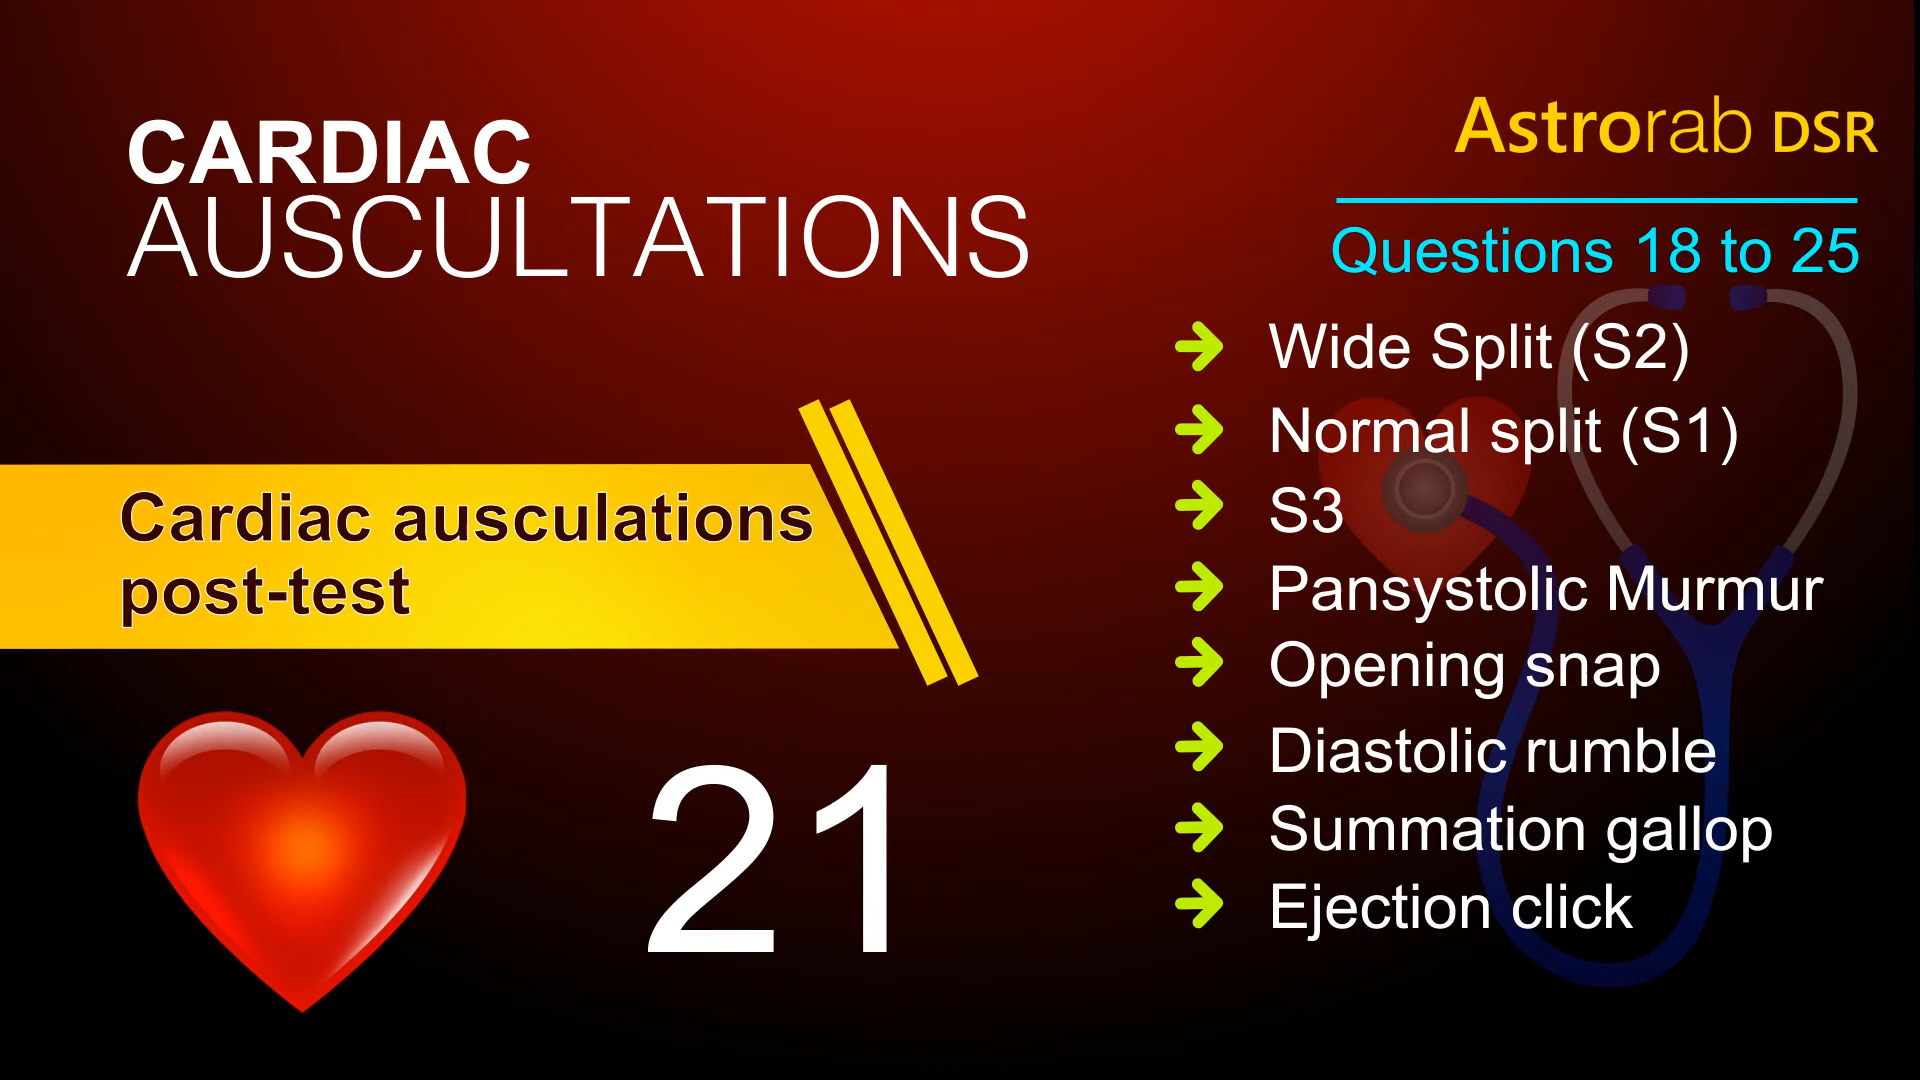 CARDIAC
AUSCULTATIONS
Cardiac ausculations
post-test
21
Astrorab DSR
Questions 18 to 25
Wide Split (S2)
Normal split (S1)
S3
Pansystolic Murmur
Opening snap
Diastolic rumble
Summation gallop
Ejection click